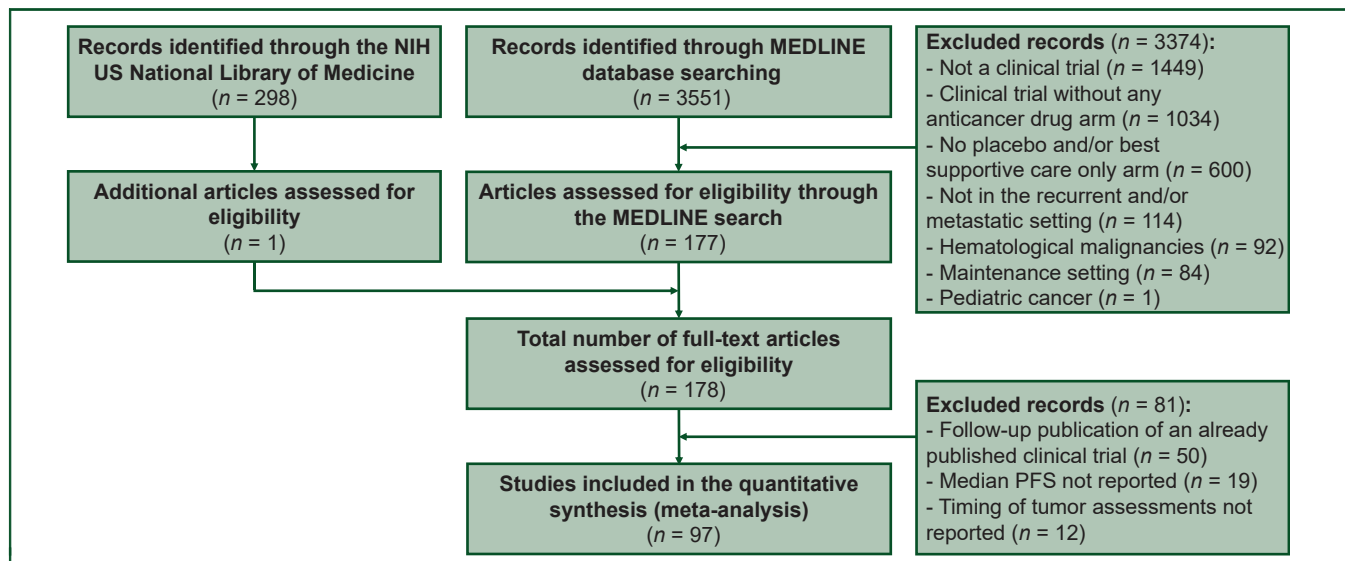 Records identified through the NIH
US National Library of Medicine
(n = 298)
Records identified through MEDLINE
database searching
(n = 3551)
Excluded records (n = 3374):
- Not a clinical trial (n = 1449)
- Clinical trial without any
anticancer drug arm (n = 1034)
- No placebo and/or best
supportive care only arm (n = 600)
- Not in the recurrent and/or
metastatic setting (n = 114)
- Hematological malignancies (n = 92)
- Maintenance setting (n = 84)
- Pediatric cancer (n = 1)
Additional articles assessed for
eligibility
(n = 1)
Articles assessed for eligibility through
the MEDLINE search
(n = 177)
Total number of full-text articles
assessed for eligibility
(n = 178)
Excluded records (n = 81):
- Follow-up publication of an already
published clinical trial (n = 50)
- Median PFS not reported (n = 19)
- Timing of tumor assessments not
reported (n = 12)
Studies included in the quantitative
synthesis (meta-analysis)
(n = 97)